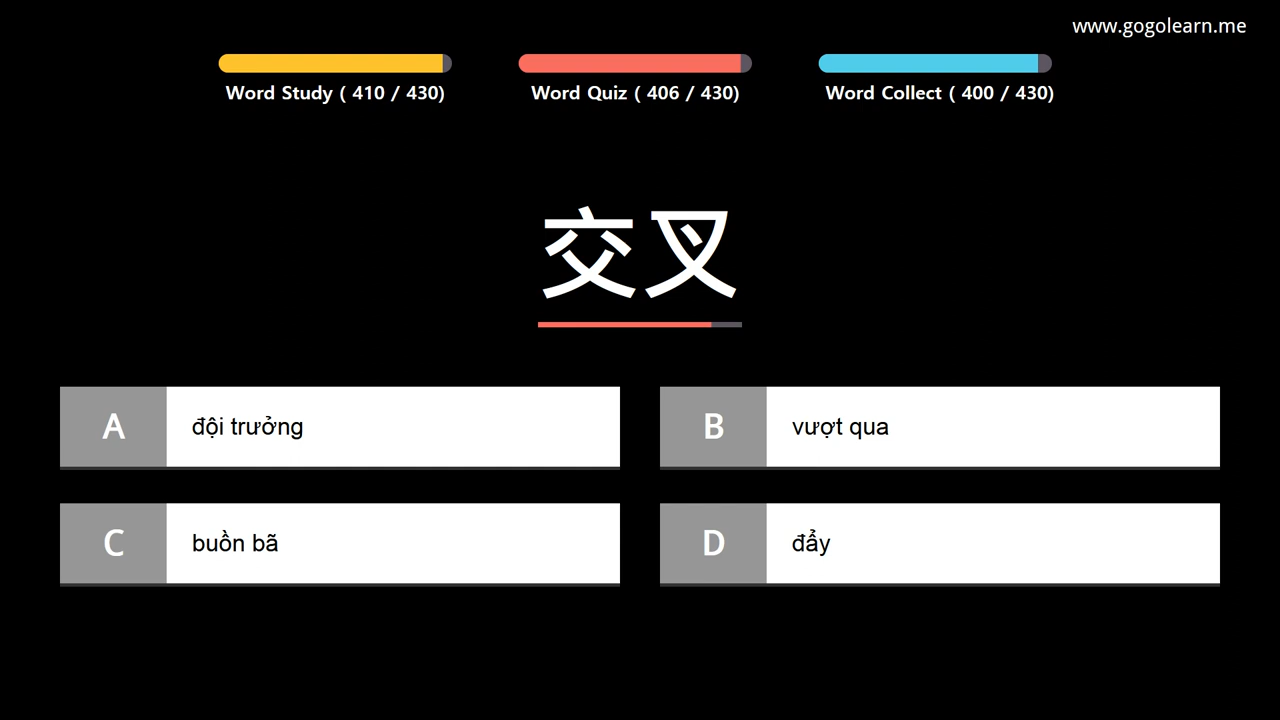 www.gogolearn.me
Word Study ( 410 / 430)
Word Quiz ( 406 / 430)
Word Collect ( 400 / 430)
交叉
A đội trưởng
B vượt qua
C buồn bã
D đẩy